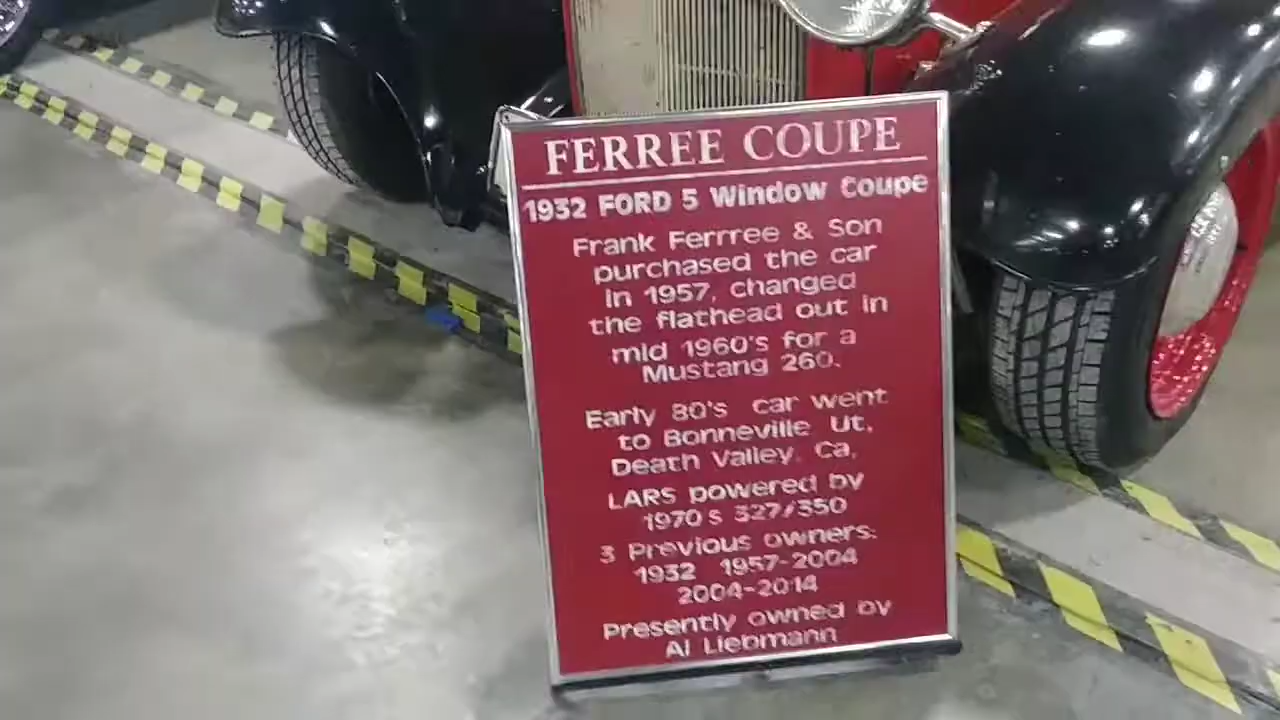 FERREE COUPE
1932 FORD 5 Window Coupe
Frank Ferrree & Son
purchased the car
in 1957, changed
the flathead out in
mid 1960's for a
Mustang 260.
Early 80's car went
to Bonneville Ut,
Death Valley, Ca,
LARS powered by
1970's 327/350
3 Previous owners:
1932 1957-2004
2004-2014
Presently owned by
Al Liebmann